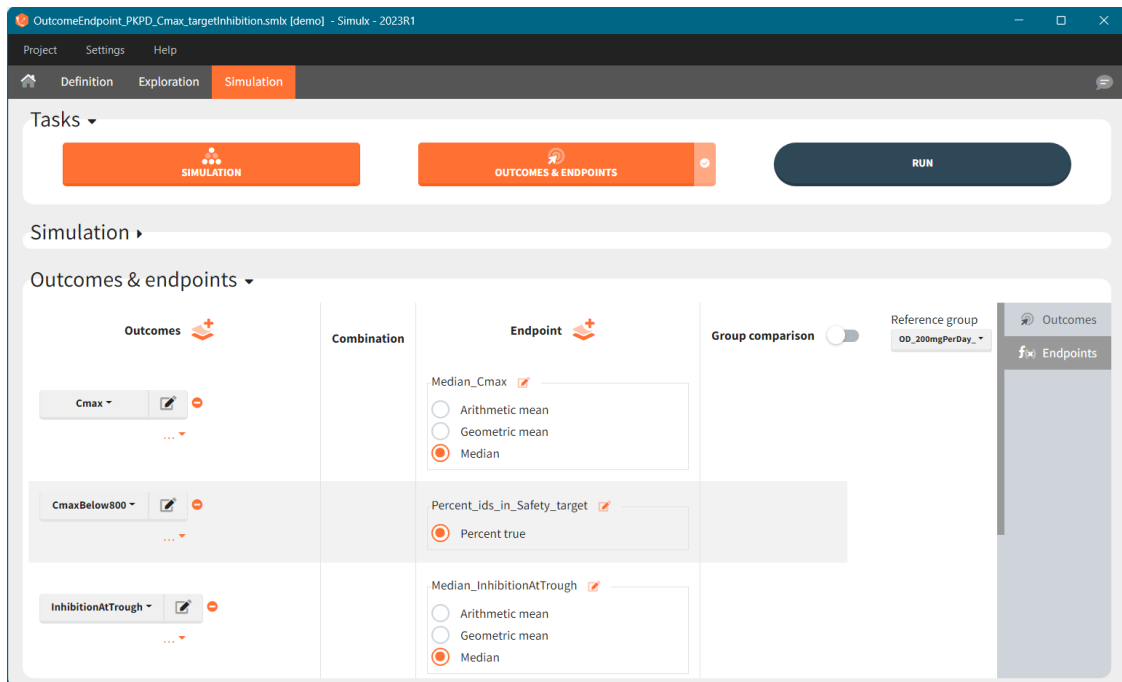 OutcomeEndpoint_PKPD_Cmax_targetInhibition.smlx [demo] - Simulx - 2023R1
Project Settings Help
Definition Exploration Simulation
Tasks
SIMULATION
OUTCOMES & ENDPOINTS
RUN
Simulation
Outcomes & endpoints
Outcomes
Combination
Endpoint
Group comparison
Reference group
OD_200mgPerDay_
Outcomes
f(x) Endpoints
Cmax
...
Median_Cmax
Arithmetic mean
Geometric mean
Median
CmaxBelow800
...
Percent_ids_in_Safety_target
Percent true
InhibitionAtTrough
...
Median_InhibitionAtTrough
Arithmetic mean
Geometric mean
Median